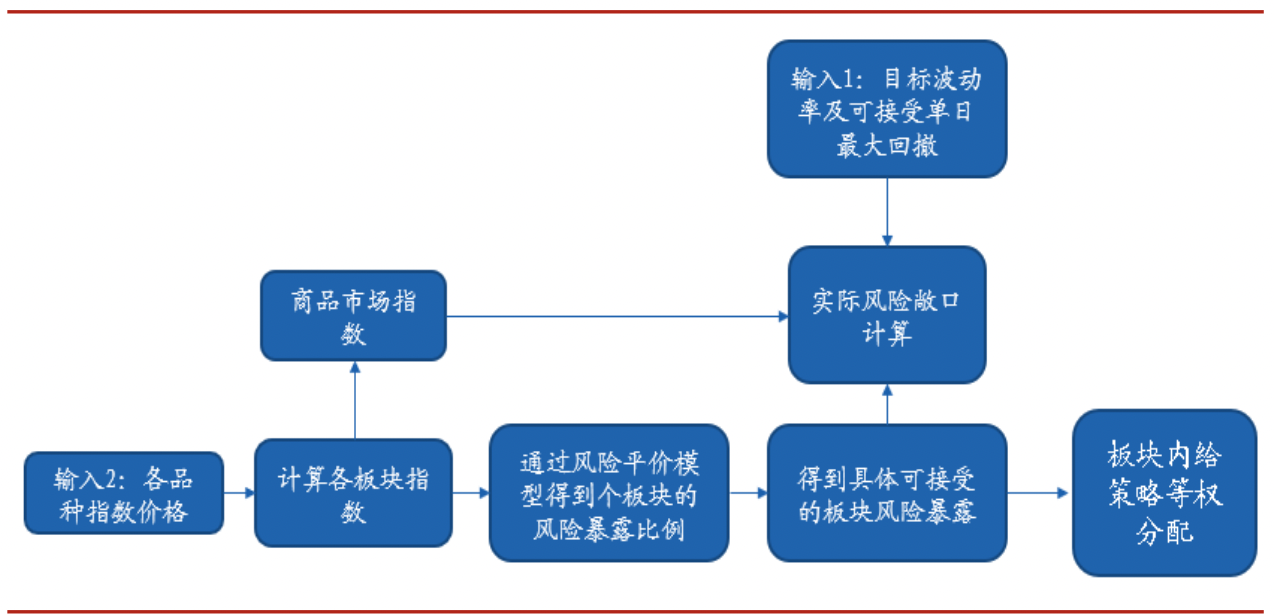 输入1：目标波动
率及可接受单日
最大回撤
商品市场指
数
实际风险敞口
计算
输入2：各品
种指数价格
计算各板块指
数
通过风险平价模
型得到个板块的
风险暴露比例
得到具体可接受
的板块风险暴露
板块内给
策略等权
分配